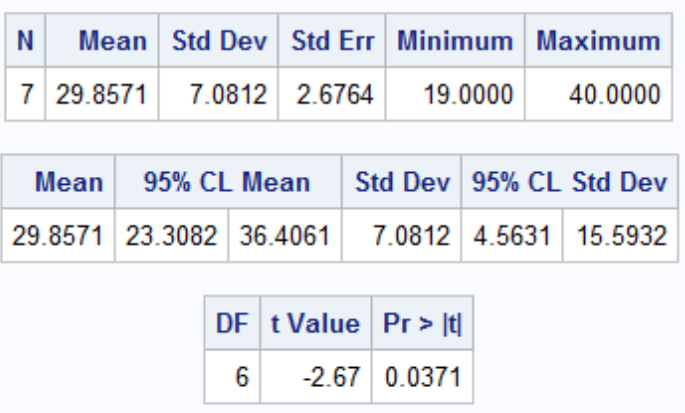 N Mean Std Dev Std Err Minimum Maximum
7 29.8571 7.0812 2.6764 19.0000 40.0000
Mean 95% CL Mean Std Dev 95% CL Std Dev
29.8571 23.3082 36.4061 7.0812 4.5631 15.5932
DF t Value Pr > |t|
6 -2.67 0.0371